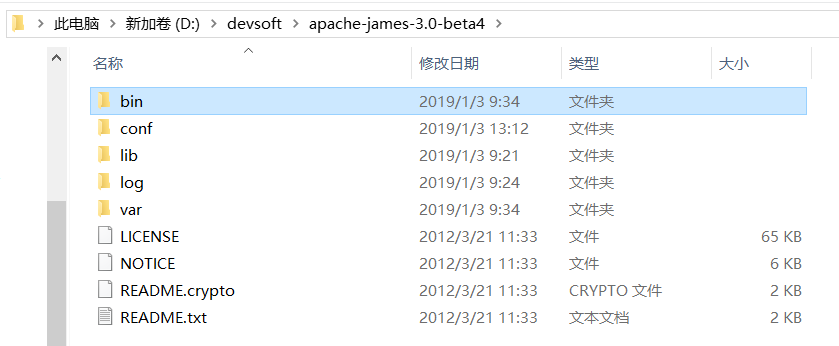 此电脑 > 新加卷 (D:) > devsoft > apache-james-3.0-beta4 >
名称 修改日期 类型 大小
bin 2019/1/3 9:34 文件夹
conf 2019/1/3 13:12 文件夹
lib 2019/1/3 9:21 文件夹
log 2019/1/3 9:24 文件夹
var 2019/1/3 9:34 文件夹
LICENSE 2012/3/21 11:33 文件 65 KB
NOTICE 2012/3/21 11:33 文件 6 KB
README.crypto 2012/3/21 11:33 CRYPTO 文件 2 KB
README.txt 2012/3/21 11:33 文本文档 2 KB